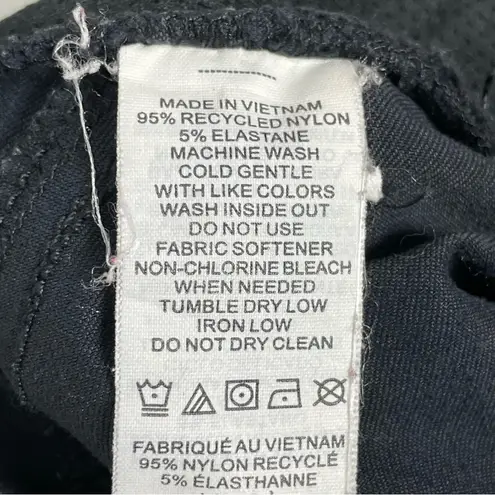 MADE IN VIETNAM
95% RECYCLED NYLON
5% ELASTANE
MACHINE WASH
COLD GENTLE
WITH LIKE COLORS
WASH INSIDE OUT
DO NOT USE
FABRIC SOFTENER
NON-CHLORINE BLEACH
WHEN NEEDED
TUMBLE DRY LOW
IRON LOW
DO NOT DRY CLEAN
FABRIQUÉ AU VIETNAM
95% NYLON RECYCLÉ
5% ÉLASTHANNE